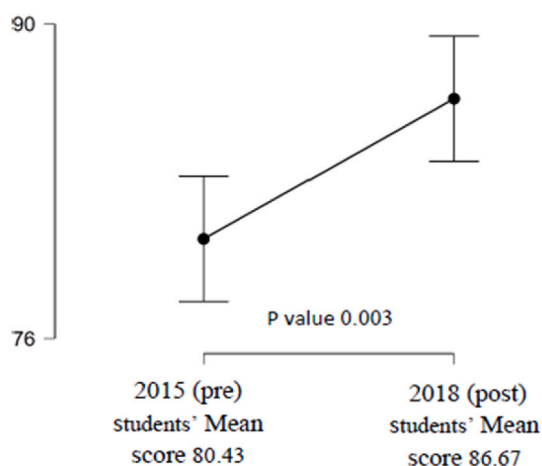 90
76
P value 0.003
2015 (pre)
students’ Mean
score 80.43
2018 (post)
students’ Mean
score 86.67